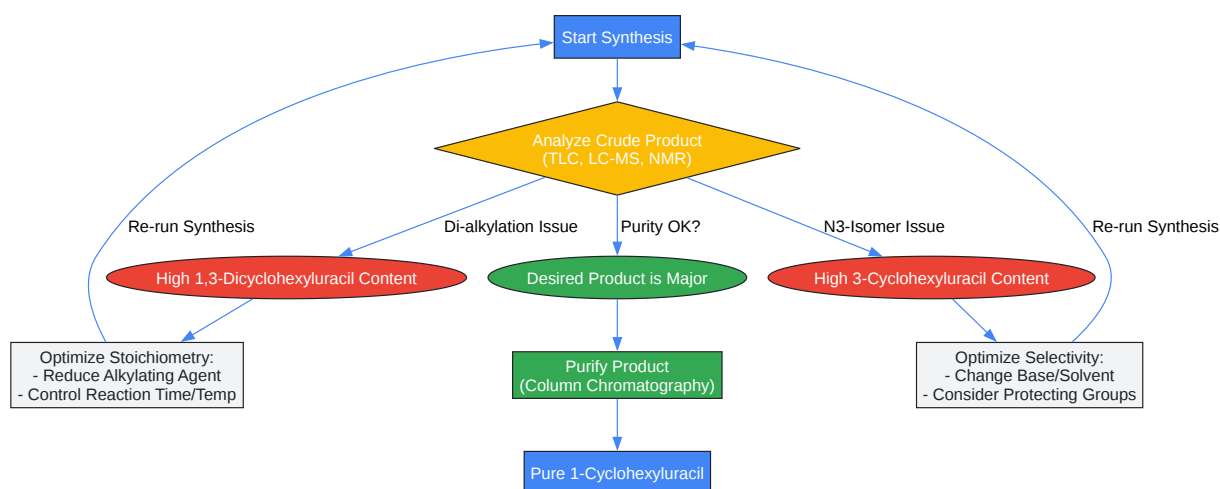 Start Synthesis
Analyze Crude Product
(TLC, LC-MS, NMR)
Re-run Synthesis
Di-alkylation Issue
Purity OK?
N3-Isomer Issue
Re-run Synthesis
High 1,3-Dicyclohexyluracil Content
Desired Product is Major
High 3-Cyclohexyluracil Content
Optimize Stoichiometry:
- Reduce Alkylating Agent
- Control Reaction Time/Temp
Purify Product
(Column Chromatography)
Optimize Selectivity:
- Change Base/Solvent
- Consider Protecting Groups
Pure 1-Cyclohexyluracil